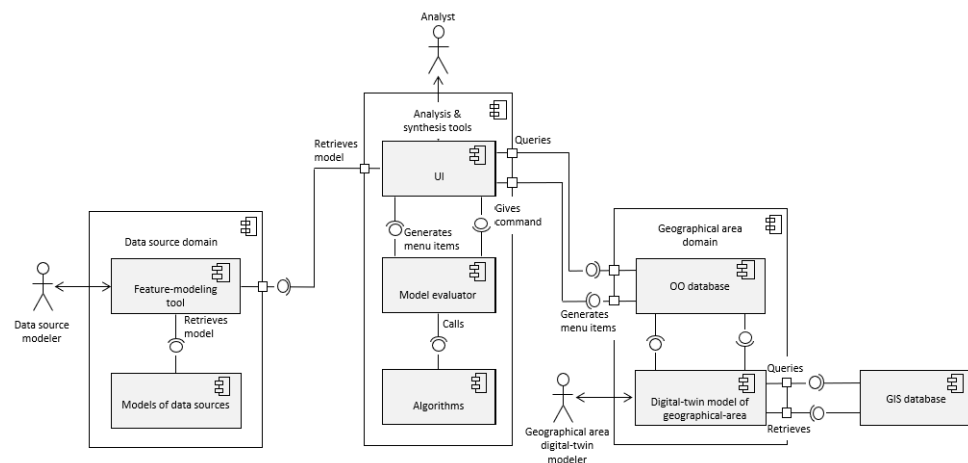 Analyst
Analysis &
synthesis tools
Retrieves
model
Queries
UI
Generates
menu items
Gives
command
Data source domain
Geographical area
domain
Feature-modeling
tool
Model evaluator
OO database
Data source
modeler
Retrieves
model
Calls
Generates
menu items
Models of data sources
Algorithms
Digital-twin model of
geographical-area
Queries
GIS database
Retrieves
Geographical area
digital-twin
modeler